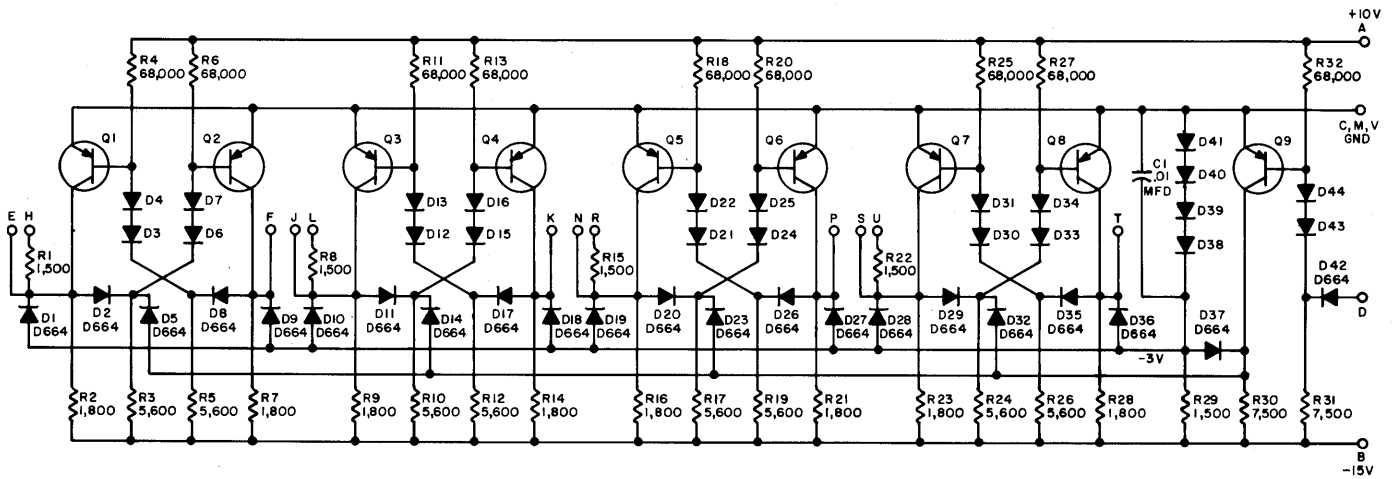 +10V
A
R4
68,000
R6
68,000
R11
68,000
R13
68,000
R18
68,000
R20
68,000
R25
68,000
R27
68,000
R32
68,000
C, M, V
GND
Q1
Q2
Q3
Q4
Q5
Q6
Q7
Q8
Q9
C1
.01
MFD
D41
D40
D39
D38
D4
D3
D7
D6
D13
D12
D16
D15
D22
D21
D25
D24
D31
D30
D34
D33
D44
D43
E H
F
J L
K
N R
P
S U
T
R1
1,500
R8
1,500
R15
1,500
R22
1,500
D42
D664
D
D1
D664
D2
D664
D5
D664
D8
D664
D9
D664
D10
D664
D11
D664
D14
D664
D17
D664
D18
D664
D19
D664
D20
D664
D23
D664
D26
D664
D27
D664
D28
D664
D29
D664
D32
D664
D35
D664
D36
D664
D37
D664
-3V
R2
1,800
R3
5,600
R5
5,600
R7
1,800
R9
1,800
R10
5,600
R12
5,600
R14
1,800
R16
1,800
R17
5,600
R19
5,600
R21
1,800
R23
1,800
R24
5,600
R26
5,600
R28
1,800
R29
1,500
R30
7,500
R31
7,500
B
-15V